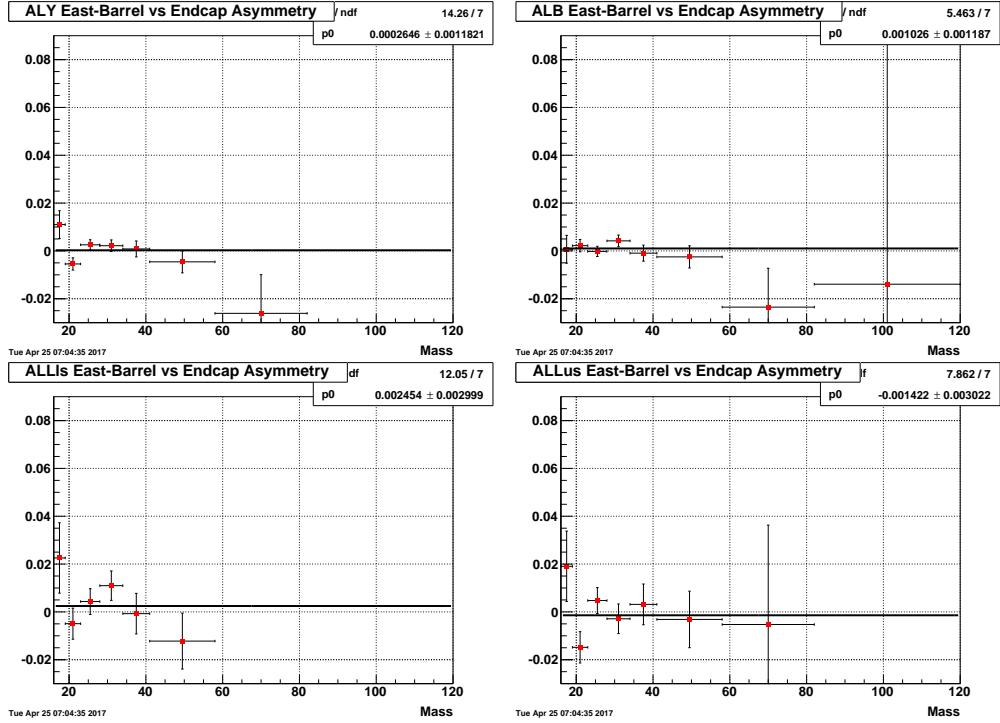 ALY East-Barrel vs Endcap Asymmetry
/ ndf 14.26 / 7
p0 0.0002646 ± 0.0011821
0.08
0.06
0.04
0.02
0
-0.02
20 40 60 80 100 120
Mass
Tue Apr 25 07:04:35 2017
ALB East-Barrel vs Endcap Asymmetry
/ ndf 5.463 / 7
p0 0.001026 ± 0.001187
0.08
0.06
0.04
0.02
0
-0.02
20 40 60 80 100 120
Mass
Tue Apr 25 07:04:35 2017
ALLls East-Barrel vs Endcap Asymmetry
df 12.05 / 7
p0 0.002454 ± 0.002999
0.08
0.06
0.04
0.02
0
-0.02
20 40 60 80 100 120
Mass
Tue Apr 25 07:04:35 2017
ALLus East-Barrel vs Endcap Asymmetry
7.862 / 7
p0 -0.001422 ± 0.003022
0.08
0.06
0.04
0.02
0
-0.02
20 40 60 80 100 120
Mass
Tue Apr 25 07:04:35 2017